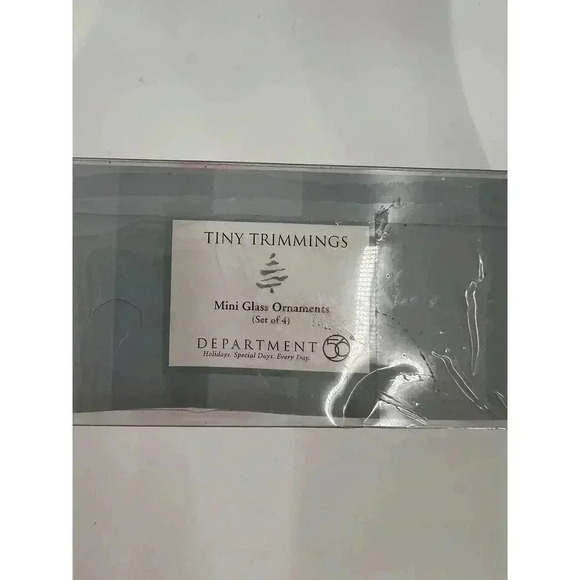 TINY TRIMMINGS
Mini Glass Ornaments
(Set of 4)
DEPARTMENT 56
Holidays. Special Days. Every Day.